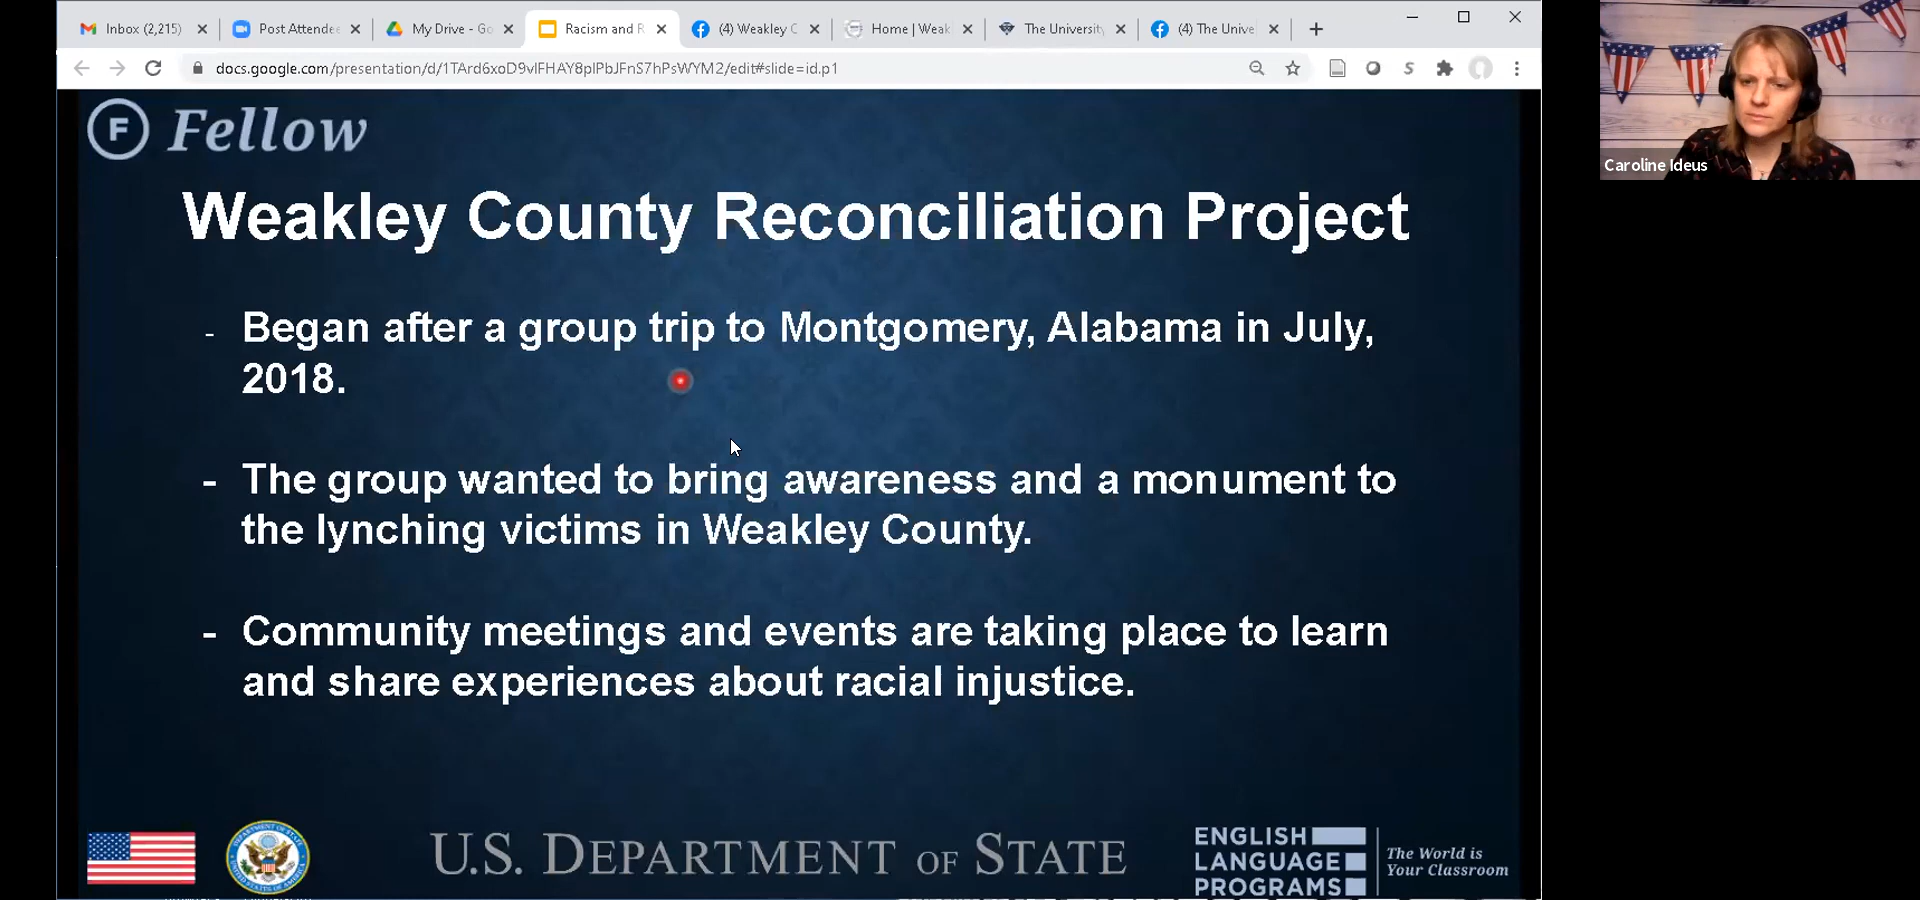 Inbox (2,215)
Post Attende
My Drive - Go
Racism and R
(4) Weakley C
Home | Weak
The University
(4) The Unive
docs.google.com/presentation/d/1TArd6xoD9vlFHAY8plPbJFnS7hPsWYM2/edit#slide=id.p1
Caroline Ideus
F Fellow
Weakley County Reconciliation Project
- Began after a group trip to Montgomery, Alabama in July,
2018.
- The group wanted to bring awareness and a monument to
the lynching victims in Weakley County.
- Community meetings and events are taking place to learn
and share experiences about racial injustice.
U.S. DEPARTMENT OF STATE
ENGLISH
LANGUAGE
PROGRAMS
The World is
Your Classroom